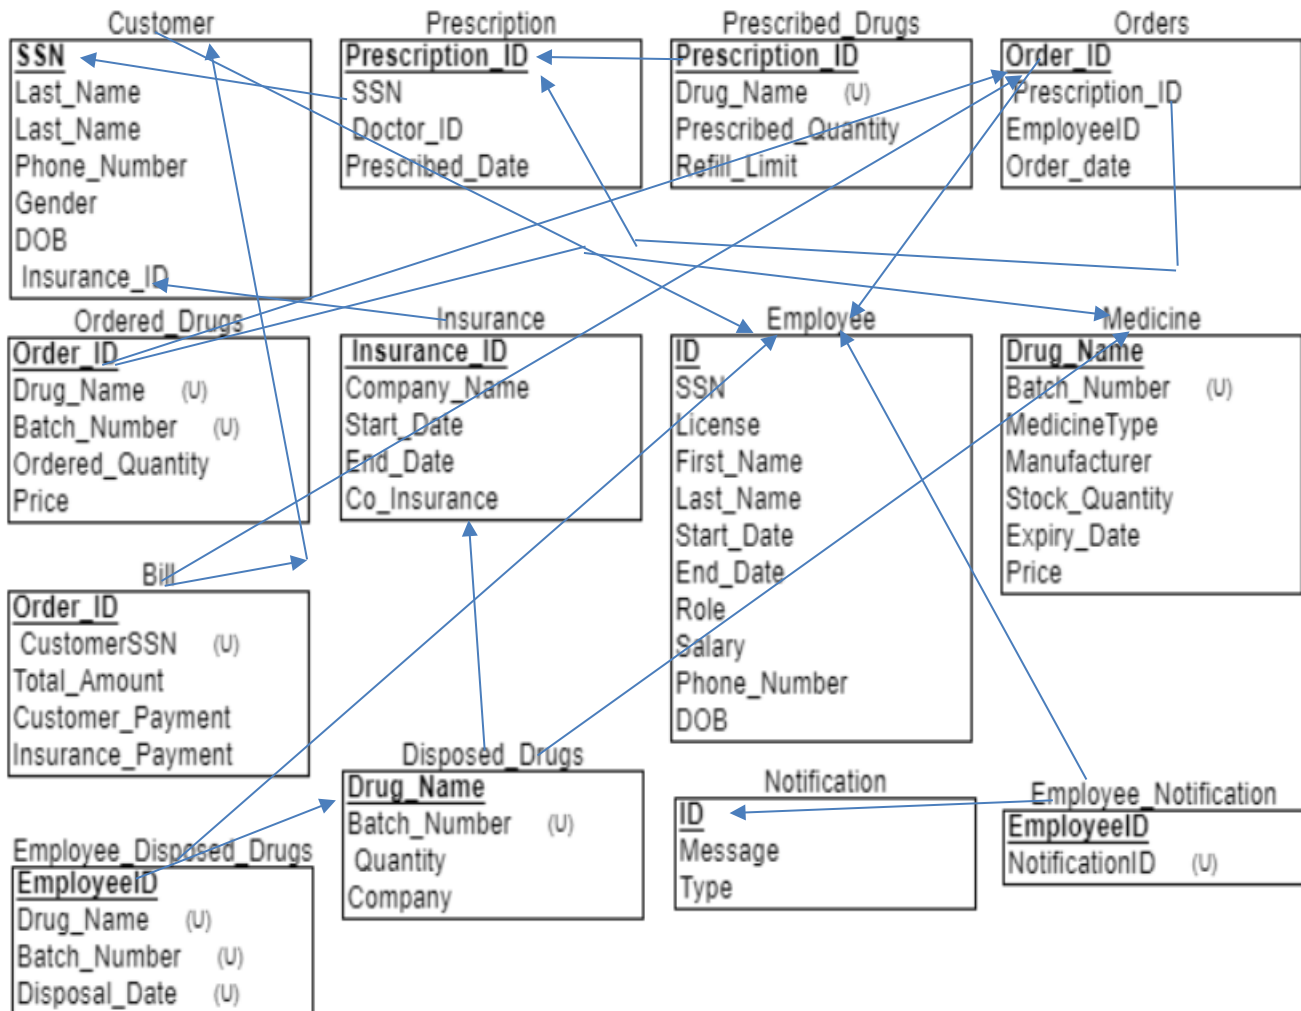 Customer
SSN
Last_Name
Last_Name
Phone_Number
Gender
DOB
Insurance_ID
Prescription
Prescription_ID
SSN
Doctor_ID
Prescribed_Date
Prescribed_Drugs
Prescription_ID
Drug_Name (U)
Prescribed_Quantity
Refill_Limit
Orders
Order_ID
Prescription_ID
EmployeeID
Order_date
Ordered_Drugs
Order_ID
Drug_Name (U)
Batch_Number (U)
Ordered_Quantity
Price
Insurance
Insurance_ID
Company_Name
Start_Date
End_Date
Co_Insurance
Employee
ID
SSN
License
First_Name
Last_Name
Start_Date
End_Date
Role
Salary
Phone_Number
DOB
Medicine
Drug_Name
Batch_Number (U)
MedicineType
Manufacturer
Stock_Quantity
Expiry_Date
Price
Bill
Order_ID
CustomerSSN (U)
Total_Amount
Customer_Payment
Insurance_Payment
Disposed_Drugs
Drug_Name
Batch_Number (U)
Quantity
Company
Notification
ID
Message
Type
Employee_Notification
EmployeeID
NotificationID (U)
Employee_Disposed_Drugs
EmployeeID
Drug_Name (U)
Batch_Number (U)
Disposal_Date (U)